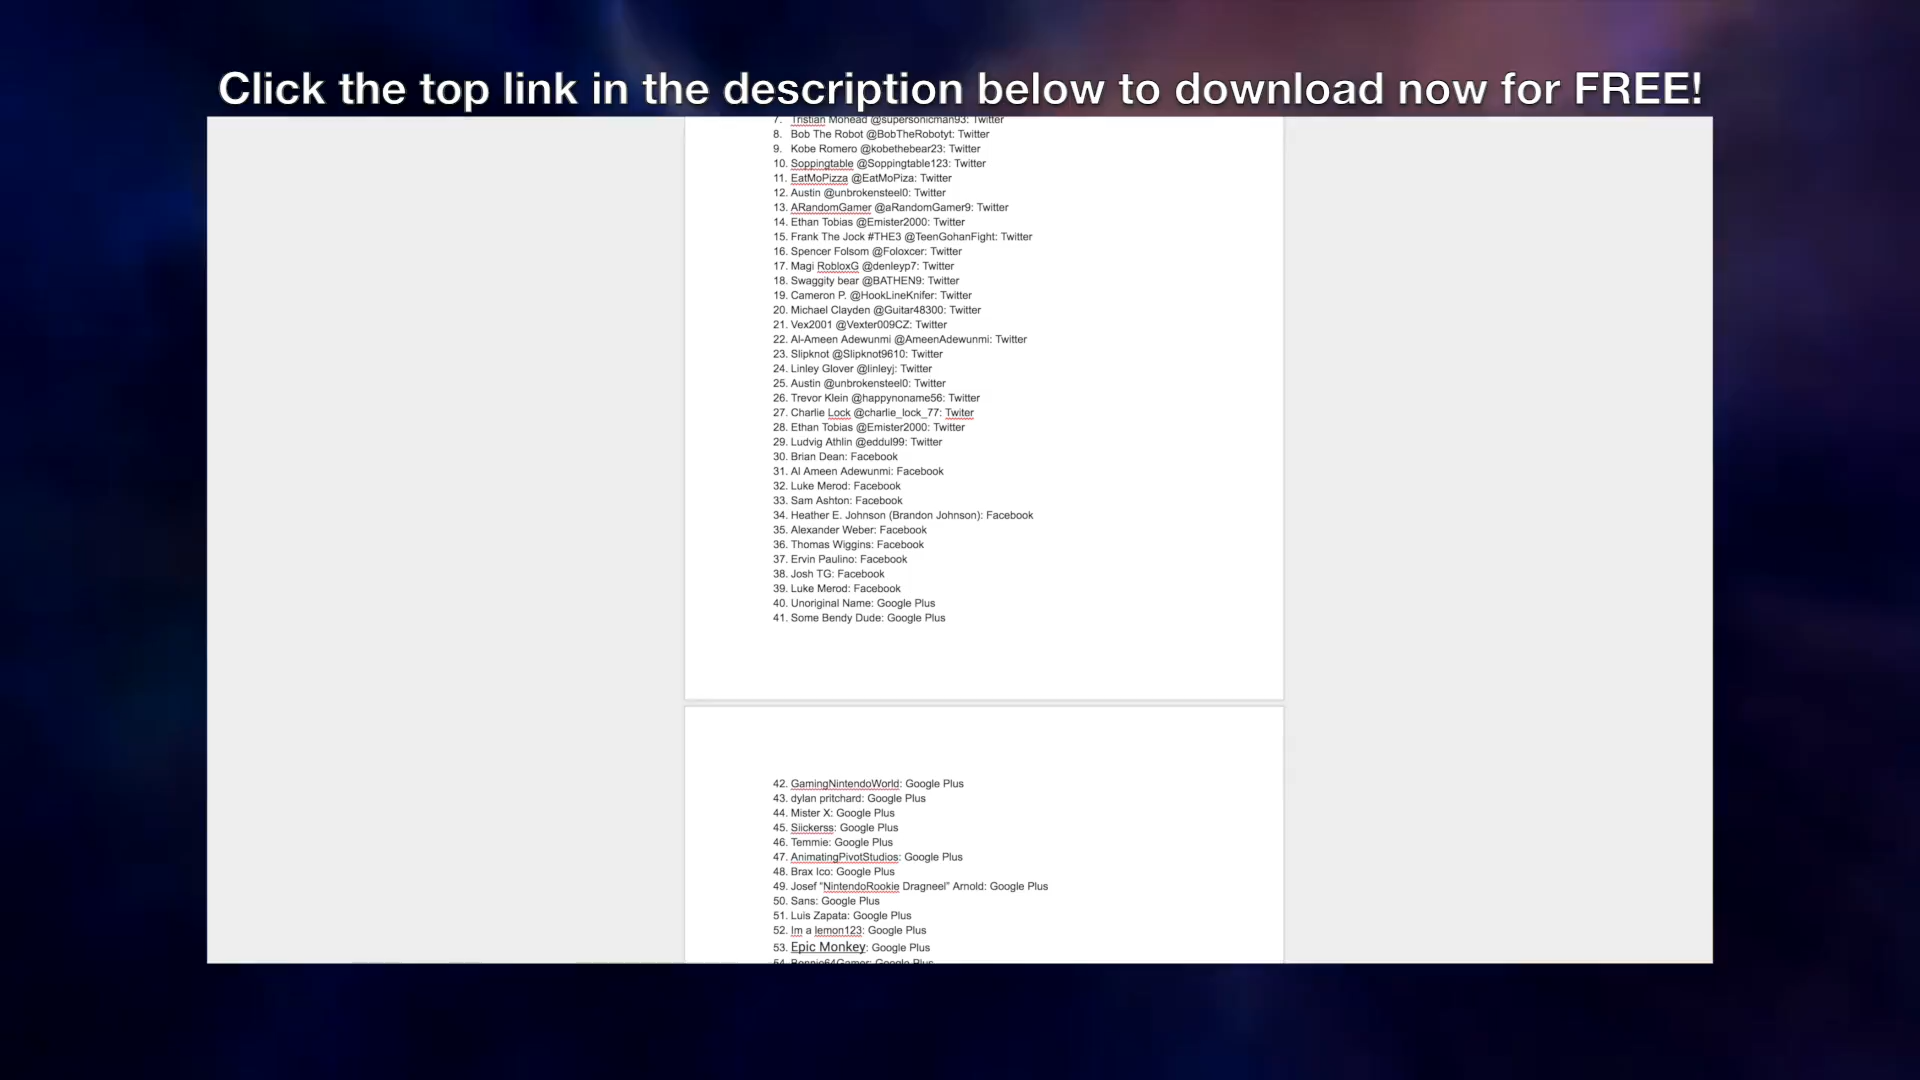 Click the top link in the description below to download now for FREE!
7. Tristian Mohead @supersonicman93: Twitter
8. Bob The Robot @BobTheRobotyt: Twitter
9. Kobe Romero @kobethebear23: Twitter
10. Soppingtable @Soppingtable123: Twitter
11. EatMoPizza @EatMoPiza: Twitter
12. Austin @unbrokensteel0: Twitter
13. ARandomGamer @aRandomGamer9: Twitter
14. Ethan Tobias @Emister2000: Twitter
15. Frank The Jock #THE3 @TeenGohanFight: Twitter
16. Spencer Folsom @Foloxcer: Twitter
17. Magi RobloxG @denleyp7: Twitter
18. Swaggity bear @BATHEN9: Twitter
19. Cameron P. @HookLineKnifer: Twitter
20. Michael Clayden @Guitar48300: Twitter
21. Vex2001 @Vexter009CZ: Twitter
22. Al-Ameen Adewunmi @AmeenAdewunmi: Twitter
23. Slipknot @Slipknot9610: Twitter
24. Linley Glover @linleyj: Twitter
25. Austin @unbrokensteel0: Twitter
26. Trevor Klein @happynoname56: Twitter
27. Charlie Lock @charlie_lock_77: Twiter
28. Ethan Tobias @Emister2000: Twitter
29. Ludvig Athlin @eddul99: Twitter
30. Brian Dean: Facebook
31. Al Ameen Adewunmi: Facebook
32. Luke Merod: Facebook
33. Sam Ashton: Facebook
34. Heather E. Johnson (Brandon Johnson): Facebook
35. Alexander Weber: Facebook
36. Thomas Wiggins: Facebook
37. Ervin Paulino: Facebook
38. Josh TG: Facebook
39. Luke Merod: Facebook
40. Unoriginal Name: Google Plus
41. Some Bendy Dude: Google Plus
42. GamingNintendoWorld: Google Plus
43. dylan pritchard: Google Plus
44. Mister X: Google Plus
45. Siickerss: Google Plus
46. Temmie: Google Plus
47. AnimatingPivotStudios: Google Plus
48. Brax Ico: Google Plus
49. Josef “NintendoRookie Dragneel” Arnold: Google Plus
50. Sans: Google Plus
51. Luis Zapata: Google Plus
52. Im a lemon123: Google Plus
53. Epic Monkey: Google Plus
54. Bonnie64Gamer: Google Plus